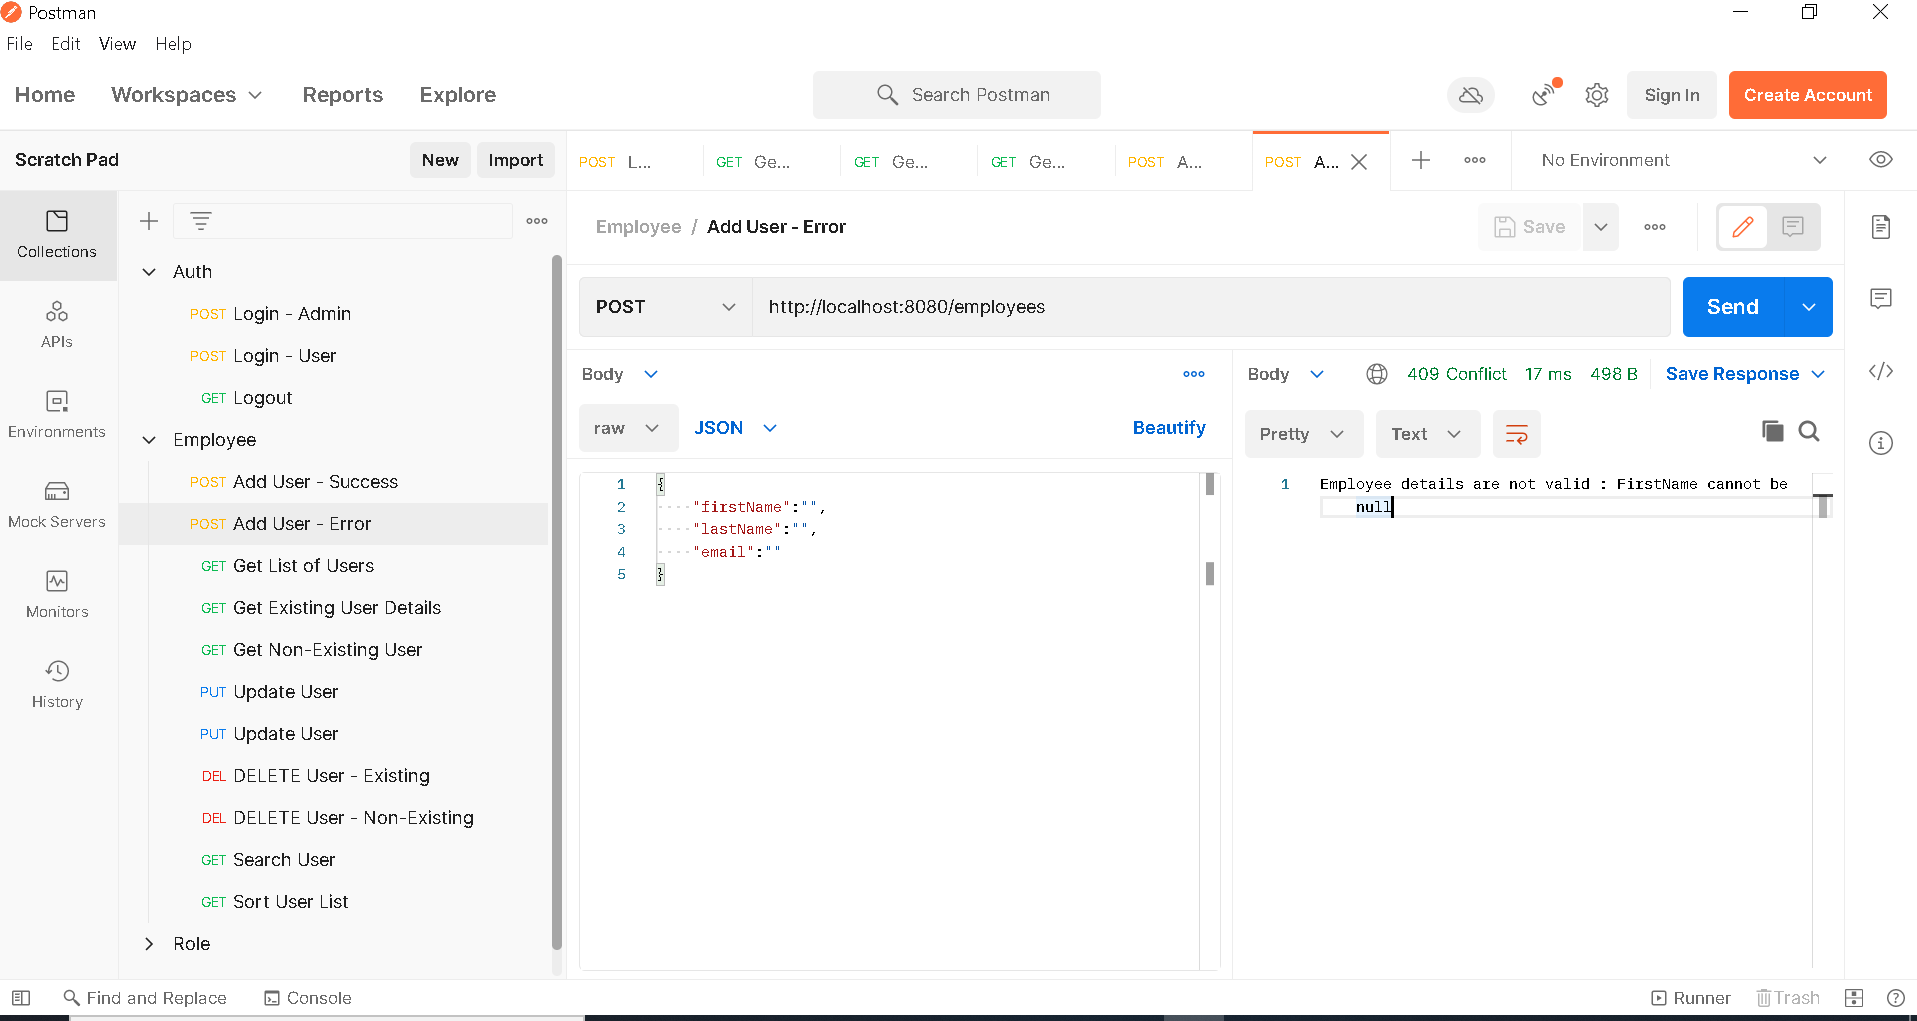 Postman
File Edit View Help
Home Workspaces Reports Explore Search Postman Sign In Create Account
Scratch Pad New Import
POST L... GET Ge... GET Ge... GET Ge... POST A... POST A... No Environment
Collections
APIs
Environments
Mock Servers
Monitors
History
Auth
POST Login - Admin
POST Login - User
GET Logout
Employee
POST Add User - Success
POST Add User - Error
GET Get List of Users
GET Get Existing User Details
GET Get Non-Existing User
PUT Update User
PUT Update User
DEL DELETE User - Existing
DEL DELETE User - Non-Existing
GET Search User
GET Sort User List
Role
Employee / Add User - Error Save
POST http://localhost:8080/employees Send
Body
raw JSON Beautify
1 {
2 "firstName":"",
3 "lastName":"",
4 "email":""
5 }
Body 409 Conflict 17 ms 498 B Save Response
Pretty Text
1 Employee details are not valid : FirstName cannot be
null
Find and Replace Console Runner Trash